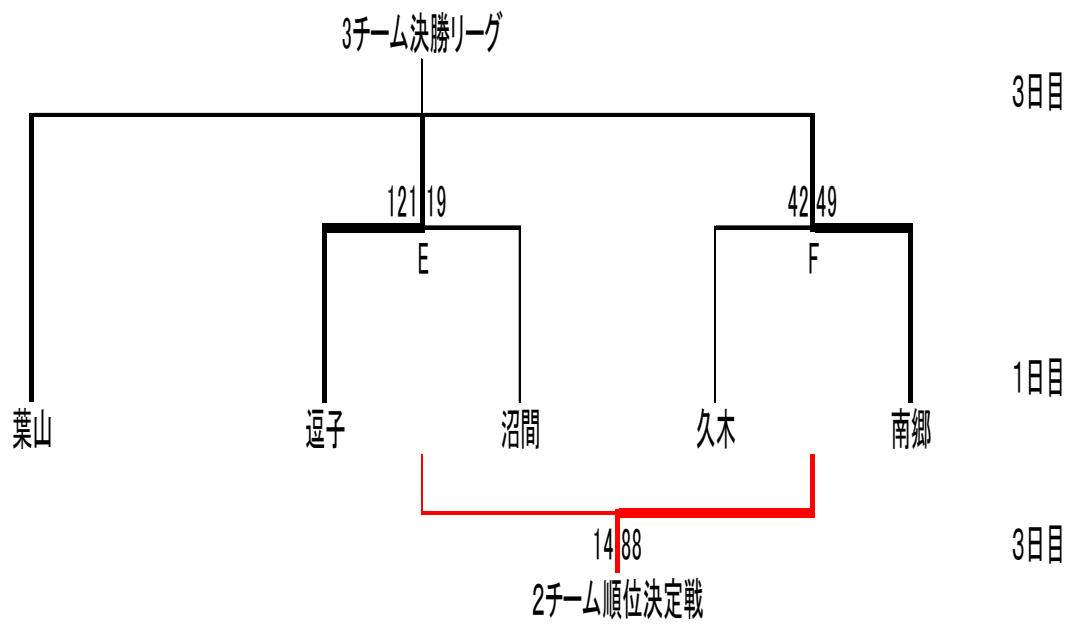 3チーム決勝リーグ
3日目
121 19
42 49
E
F
1日目
葉山
逗子
沼間
久木
南郷
14 88
3日目
2チーム順位決定戦